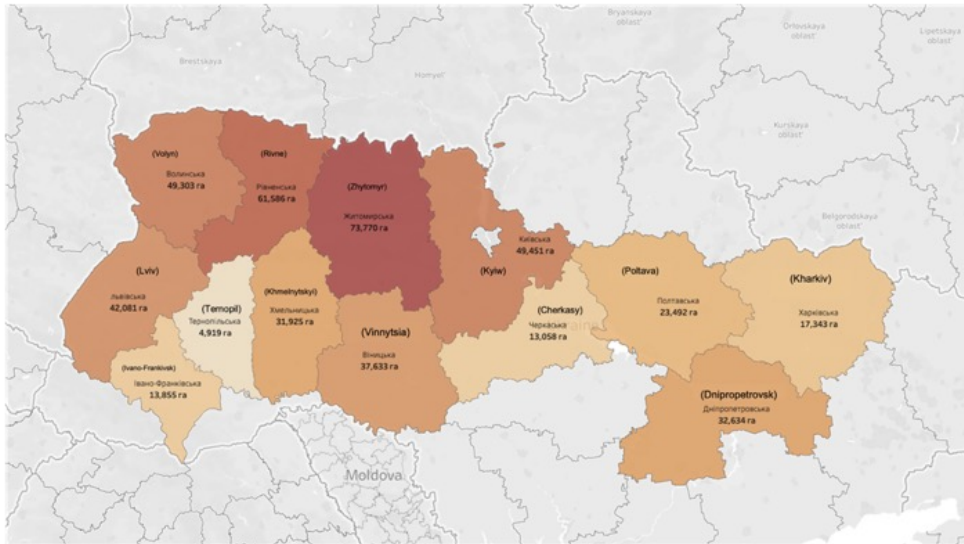 Bryanskaya
oblast'
Orlovskaya
oblast'
Lipetskaya
oblast'
Brestskaya
Homyel'
Kurskaya
oblast'
Belgorodskaya
oblast'
(Volyn)
Волинська
49,303 га
(Rivne)
Рівненська
61,586 га
(Zhytomyr)
Житомирська
73,770 га
(Kyiw)
Київська
49,451 га
(Lviv)
львівська
42,081 га
(Ternopil)
Тернопільська
4,919 га
(Khmelnytskyi)
Хмельницька
31,925 га
(Vinnytsia)
Віницька
37,633 га
(Cherkasy)
Черкаська
13,058 га
(Poltava)
Полтавська
23,492 га
(Kharkiv)
Харківська
17,343 га
(Ivano-Frankivsk)
Івано-Франківська
13,855 га
(Dnipropetrovsk)
Дніпропетровська
32,634 га
Moldova